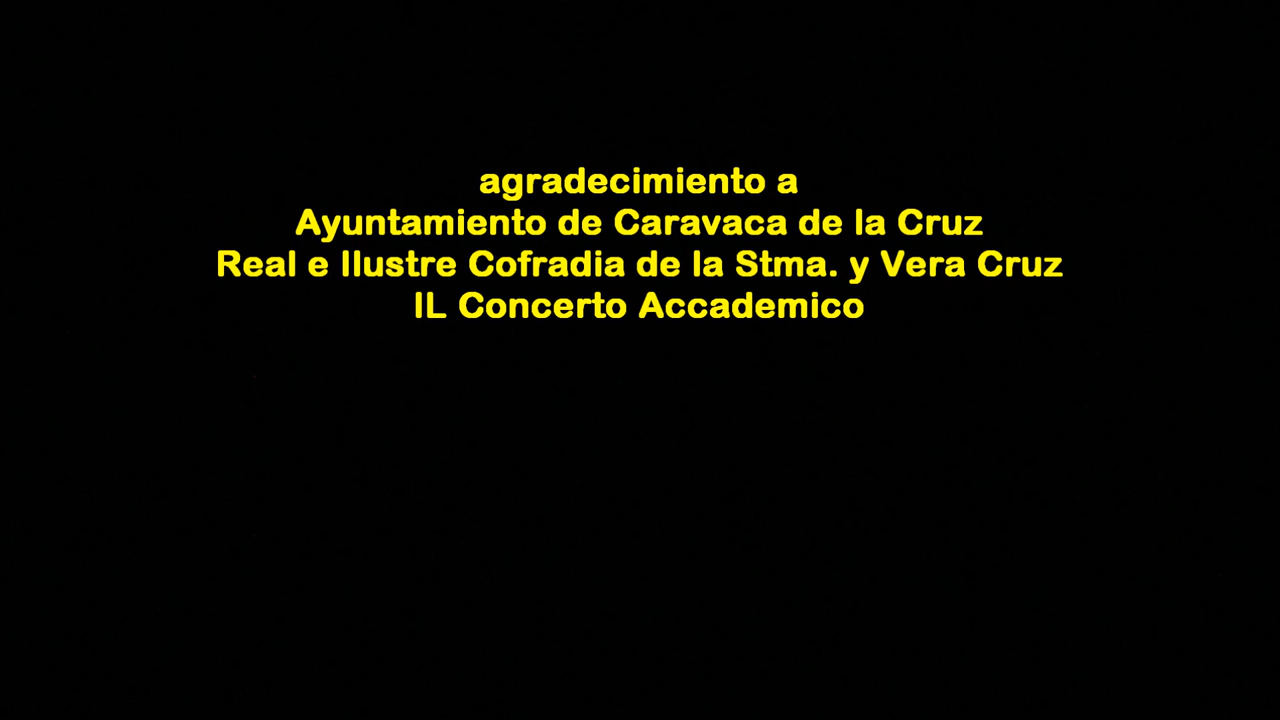 agradecimiento a
Ayuntamiento de Caravaca de la Cruz
Real e Ilustre Cofradia de la Stma. y Vera Cruz
IL Concerto Accademico